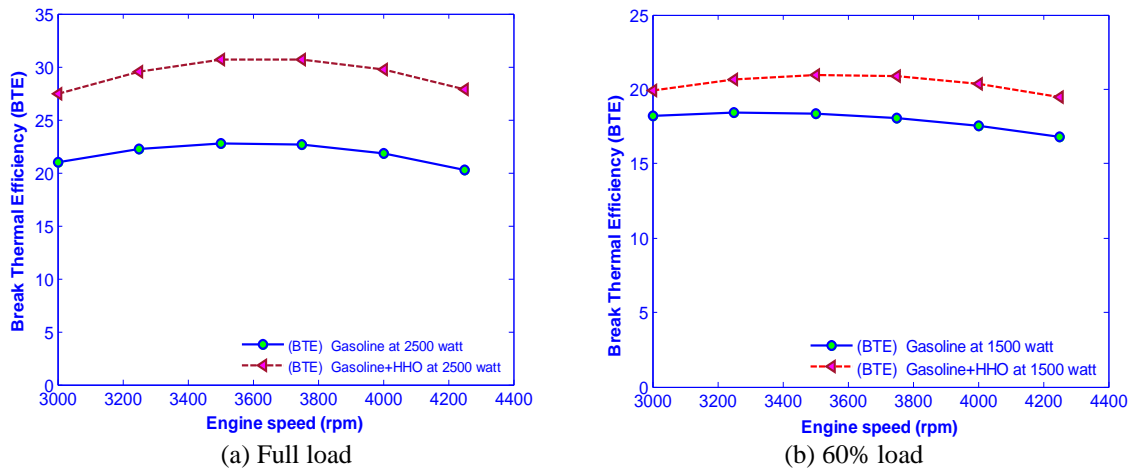 35
30
25
20
15
10
5
0
3000 3200 3400 3600 3800 4000 4200 4400
Break Thermal Efficiency (BTE)
Engine speed (rpm)
(BTE) Gasoline at 2500 watt
(BTE) Gasoline+HHO at 2500 watt
(a) Full load
25
20
15
10
5
0
3000 3200 3400 3600 3800 4000 4200 4400
Break Thermal Efficiency (BTE)
Engine speed (rpm)
(BTE) Gasoline at 1500 watt
(BTE) Gasoline+HHO at 1500 watt
(b) 60% load